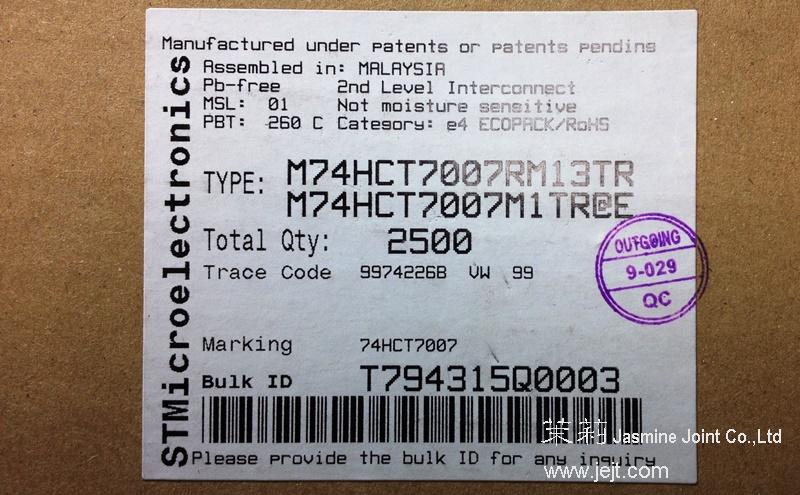 Manufactured under patents or patents pending
STMicroelectronics
Assembled in: MALAYSIA
Pb-free 2nd Level Interconnect
MSL: 01 Not moisture sensitive
PBT: 260 C Category: e4 ECOPACK/RoHS
TYPE: M74HCT7007RM13TR
M74HCT7007M1TR@E
Total Qty: 2500
Trace Code 9974226B VW 99
OUTGOING
9-029
QC
Marking 74HCT7007
Bulk ID T794315Q0003
茉莉 Jasmine Joint Co.,Ltd
Please provide the bulk ID for any inquiry
www.jejt.com